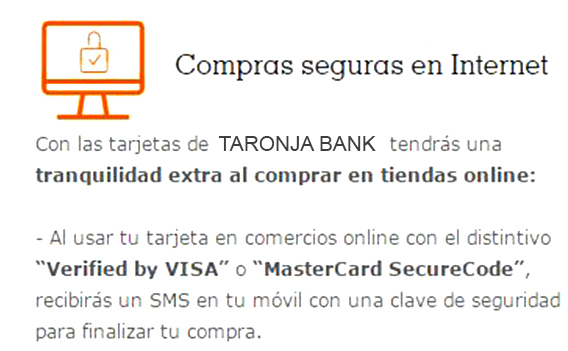 Compras seguras en Internet
Con las tarjetas de TARONJA BANK tendrás una
tranquilidad extra al comprar en tiendas online:
- Al usar tu tarjeta en comercios online con el distintivo
“Verified by VISA” o “MasterCard SecureCode”,
recibirás un SMS en tu móvil con una clave de seguridad
para finalizar tu compra.